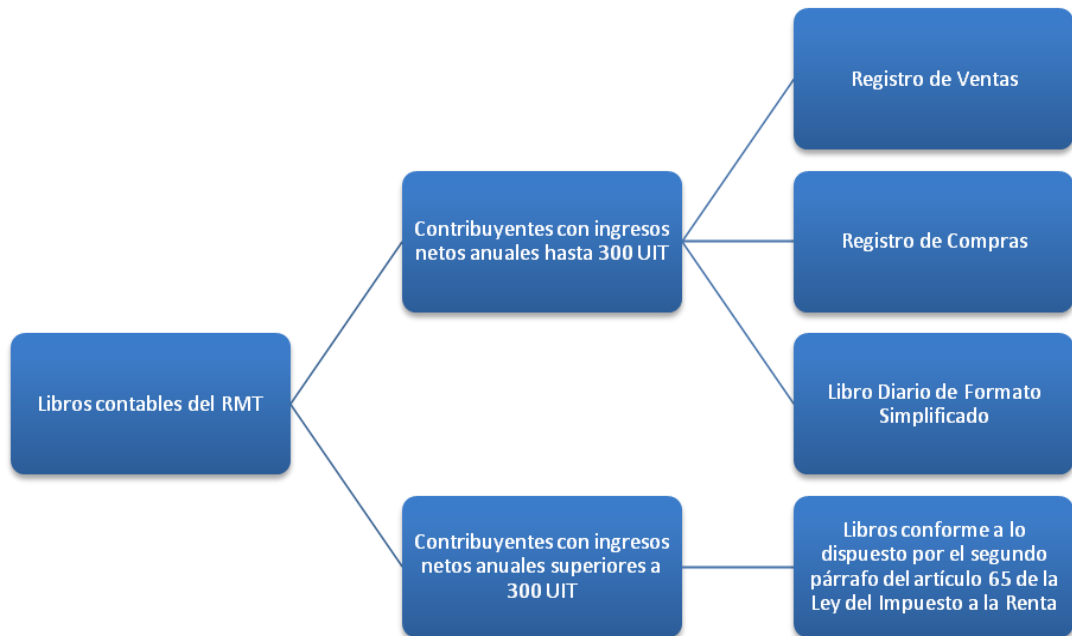 Libros contables del RMT
Contribuyentes con ingresos
netos anuales hasta 300 UIT
Registro de Ventas
Registro de Compras
Libro Diario de Formato
Simplificado
Contribuyentes con ingresos
netos anuales superiores a
300 UIT
Libros conforme a lo
dispuesto por el segundo
párrafo del artículo 65 de la
Ley del Impuesto a la Renta